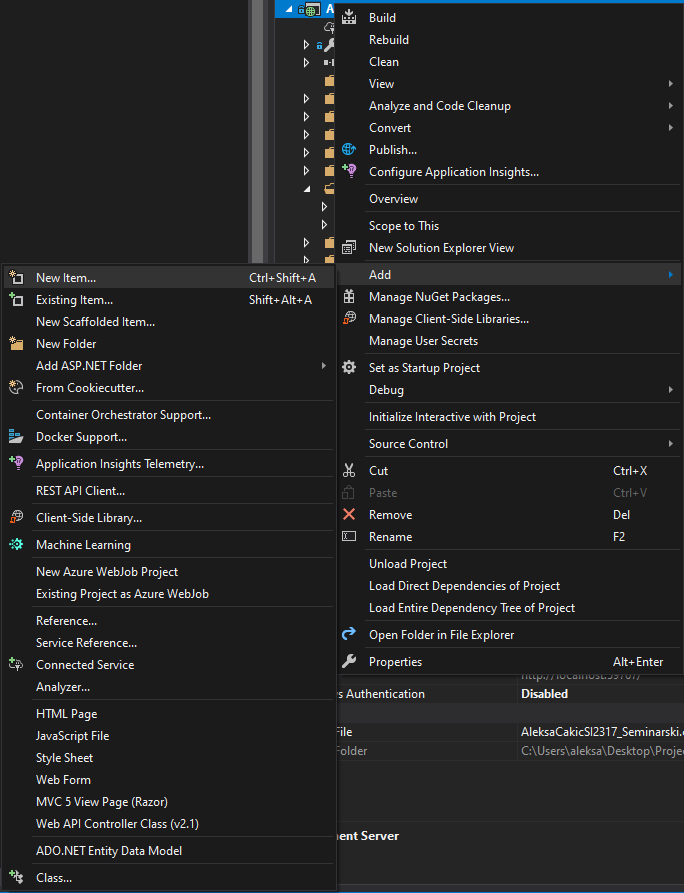 A
Build
Rebuild
Clean
View
Analyze and Code Cleanup
Convert
Publish...
Configure Application Insights...
Overview
Scope to This
New Solution Explorer View
Add
Manage NuGet Packages...
Manage Client-Side Libraries...
Manage User Secrets
Set as Startup Project
Debug
Initialize Interactive with Project
Source Control
Cut Ctrl+X
Paste Ctrl+V
Remove Del
Rename F2
Unload Project
Load Direct Dependencies of Project
Load Entire Dependency Tree of Project
Open Folder in File Explorer
Properties Alt+Enter
New Item... Ctrl+Shift+A
Existing Item... Shift+Alt+A
New Scaffolded Item...
New Folder
Add ASP.NET Folder
From Cookiecutter...
Container Orchestrator Support...
Docker Support...
Application Insights Telemetry...
REST API Client...
Client-Side Library...
Machine Learning
New Azure WebJob Project
Existing Project as Azure WebJob
Reference...
Service Reference...
Connected Service
Analyzer...
HTML Page
JavaScript File
Style Sheet
Web Form
MVC 5 View Page (Razor)
Web API Controller Class (v2.1)
ADO.NET Entity Data Model
Class...
s Authentication Disabled
File AleksaCakicSI2317_Seminarski.
Folder C:\Users\aleksa\Desktop\Projec
ent Server